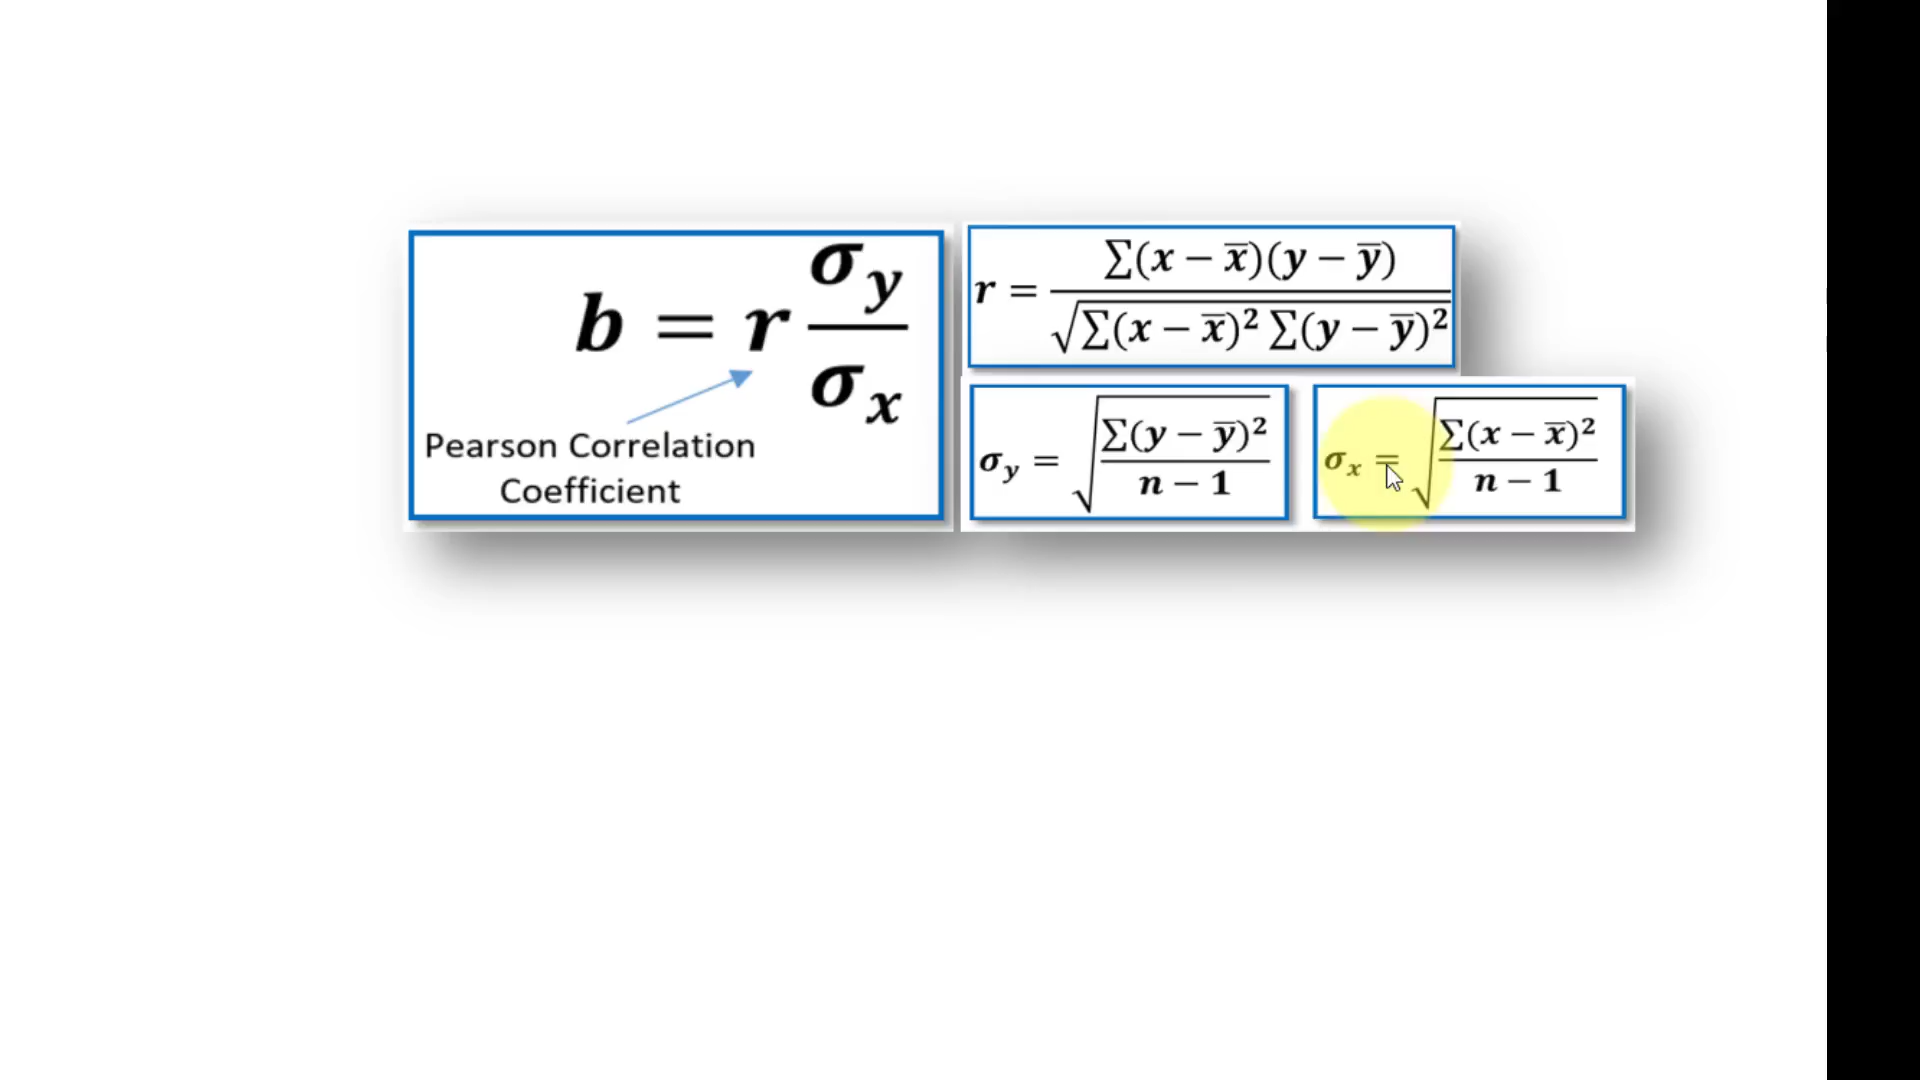 b = r σy / σx
Pearson Correlation
Coefficient
r = ∑(x − x̄)(y − ȳ) / √∑(x − x̄)² ∑(y − ȳ)²
σy = √(∑(y − ȳ)² / n − 1)
σx = √(∑(x − x̄)² / n − 1)